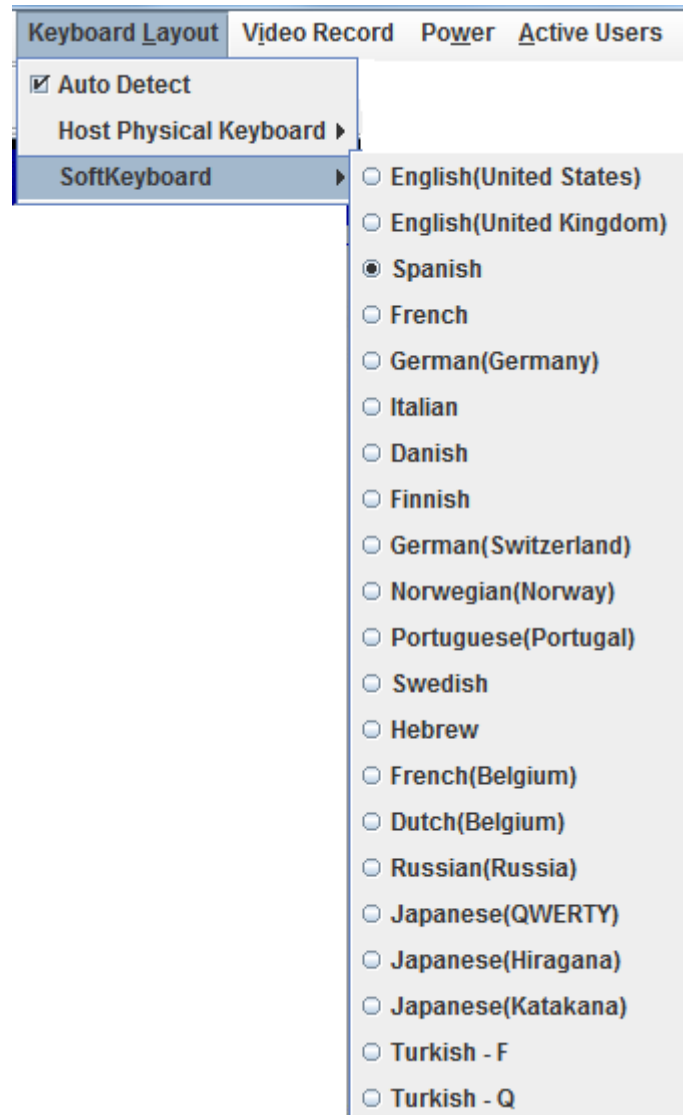 Keyboard Layout Video Record Power Active Users
Auto Detect
Host Physical Keyboard
SoftKeyboard
English(United States)
English(United Kingdom)
Spanish
French
German(Germany)
Italian
Danish
Finnish
German(Switzerland)
Norwegian(Norway)
Portuguese(Portugal)
Swedish
Hebrew
French(Belgium)
Dutch(Belgium)
Russian(Russia)
Japanese(QWERTY)
Japanese(Hiragana)
Japanese(Katakana)
Turkish - F
Turkish - Q